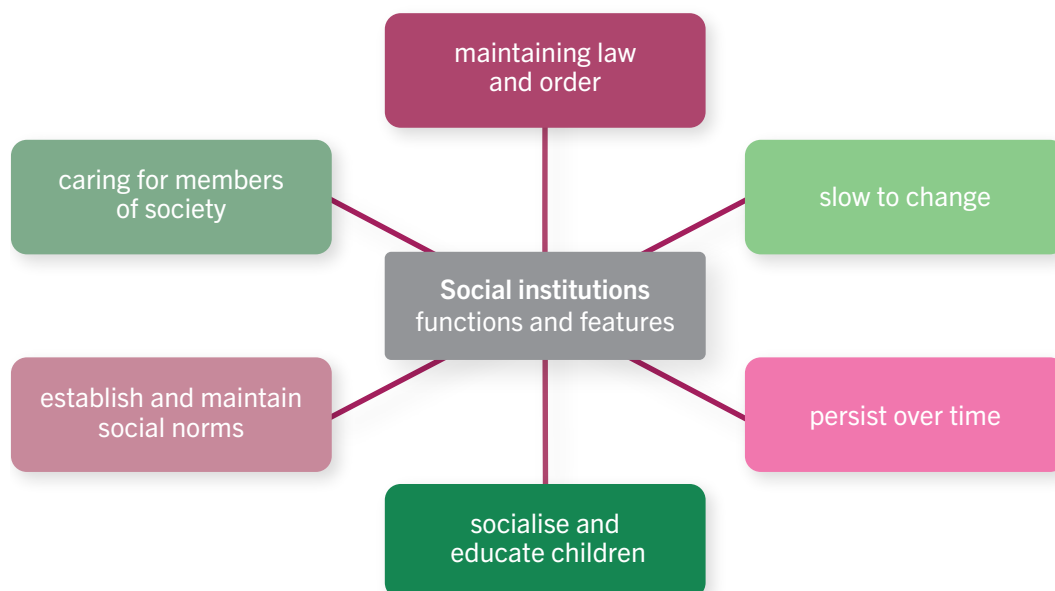 maintaining law
and order
caring for members
of society
slow to change
Social institutions
functions and features
establish and maintain
social norms
persist over time
socialise and
educate children